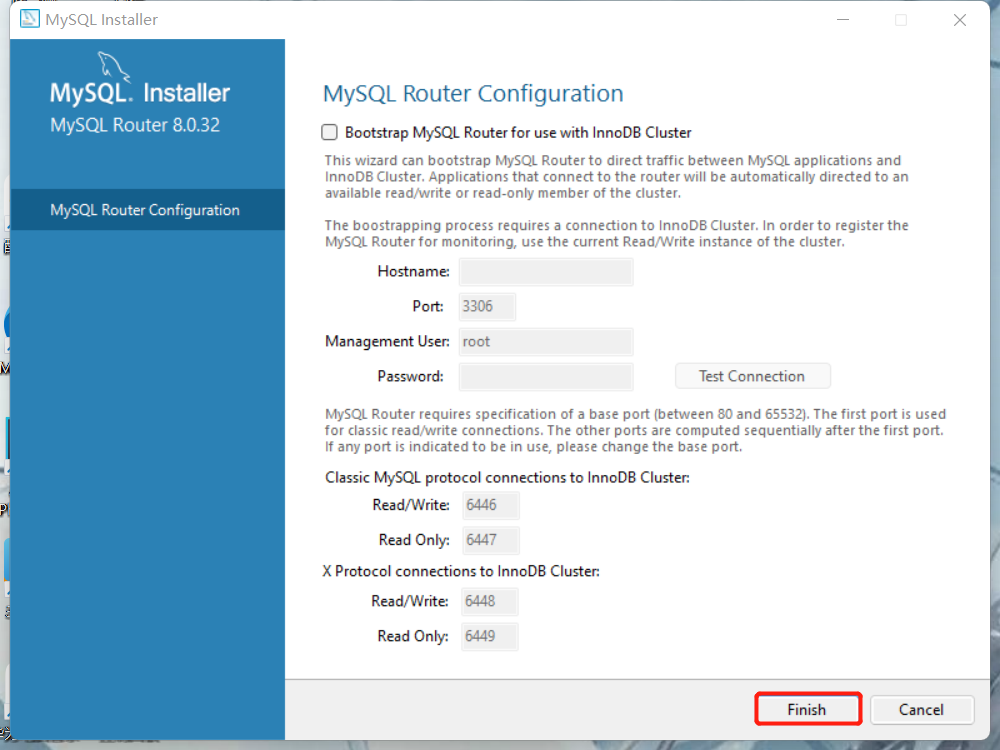 MySQL Installer
MySQL. Installer
MySQL Router 8.0.32
MySQL Router Configuration
MySQL Router Configuration
Bootstrap MySQL Router for use with InnoDB Cluster
This wizard can bootstrap MySQL Router to direct traffic between MySQL applications and
InnoDB Cluster. Applications that connect to the router will be automatically directed to an
available read/write or read-only member of the cluster.
The boostrapping process requires a connection to InnoDB Cluster. In order to register the
MySQL Router for monitoring, use the current Read/Write instance of the cluster.
Hostname:
Port: 3306
Management User: root
Password:
Test Connection
MySQL Router requires specification of a base port (between 80 and 65532). The first port is used
for classic read/write connections. The other ports are computed sequentially after the first port.
If any port is indicated to be in use, please change the base port.
Classic MySQL protocol connections to InnoDB Cluster:
Read/Write: 6446
Read Only: 6447
X Protocol connections to InnoDB Cluster:
Read/Write: 6448
Read Only: 6449
Finish
Cancel